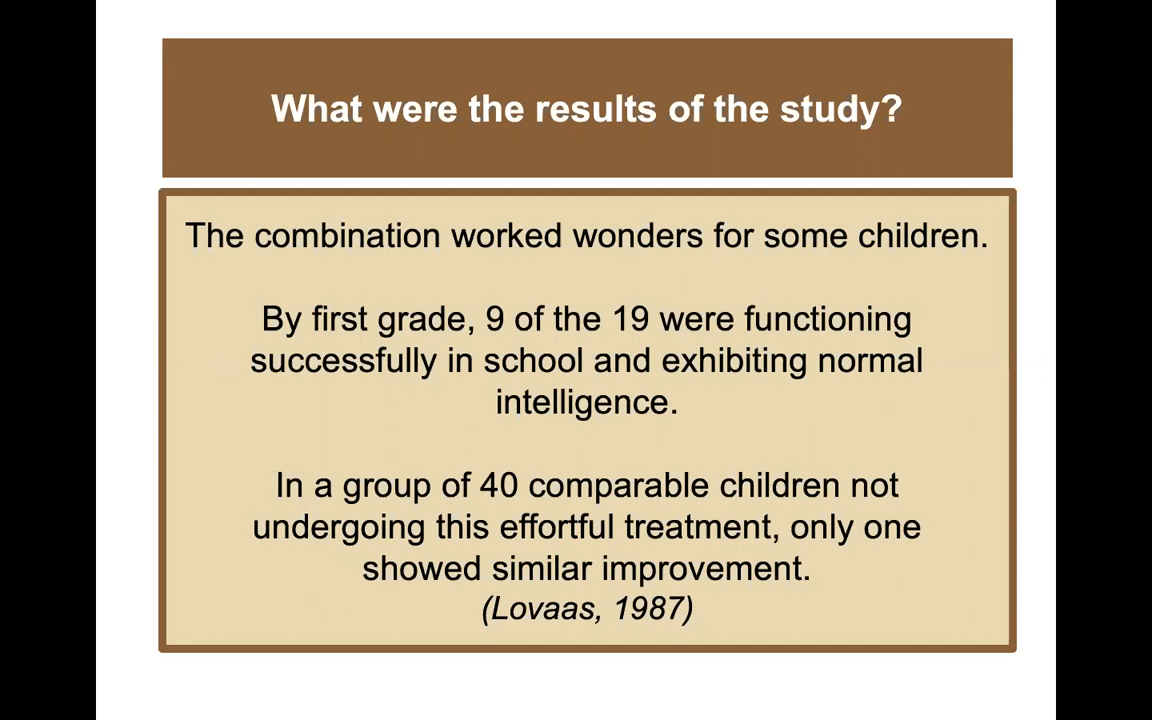 What were the results of the study?
The combination worked wonders for some children.
By first grade, 9 of the 19 were functioning
successfully in school and exhibiting normal
intelligence.
In a group of 40 comparable children not
undergoing this effortful treatment, only one
showed similar improvement.
(Lovaas, 1987)